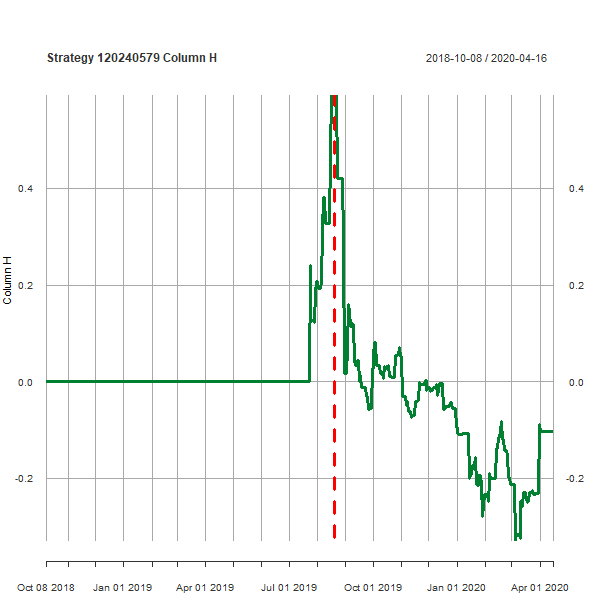 Strategy 120240579 Column H
2018-10-08 / 2020-04-16
Column H
0.4
0.2
0.0
-0.2
0.4
0.2
0.0
-0.2
Oct 08 2018
Jan 01 2019
Apr 01 2019
Jul 01 2019
Oct 01 2019
Jan 01 2020
Apr 01 2020